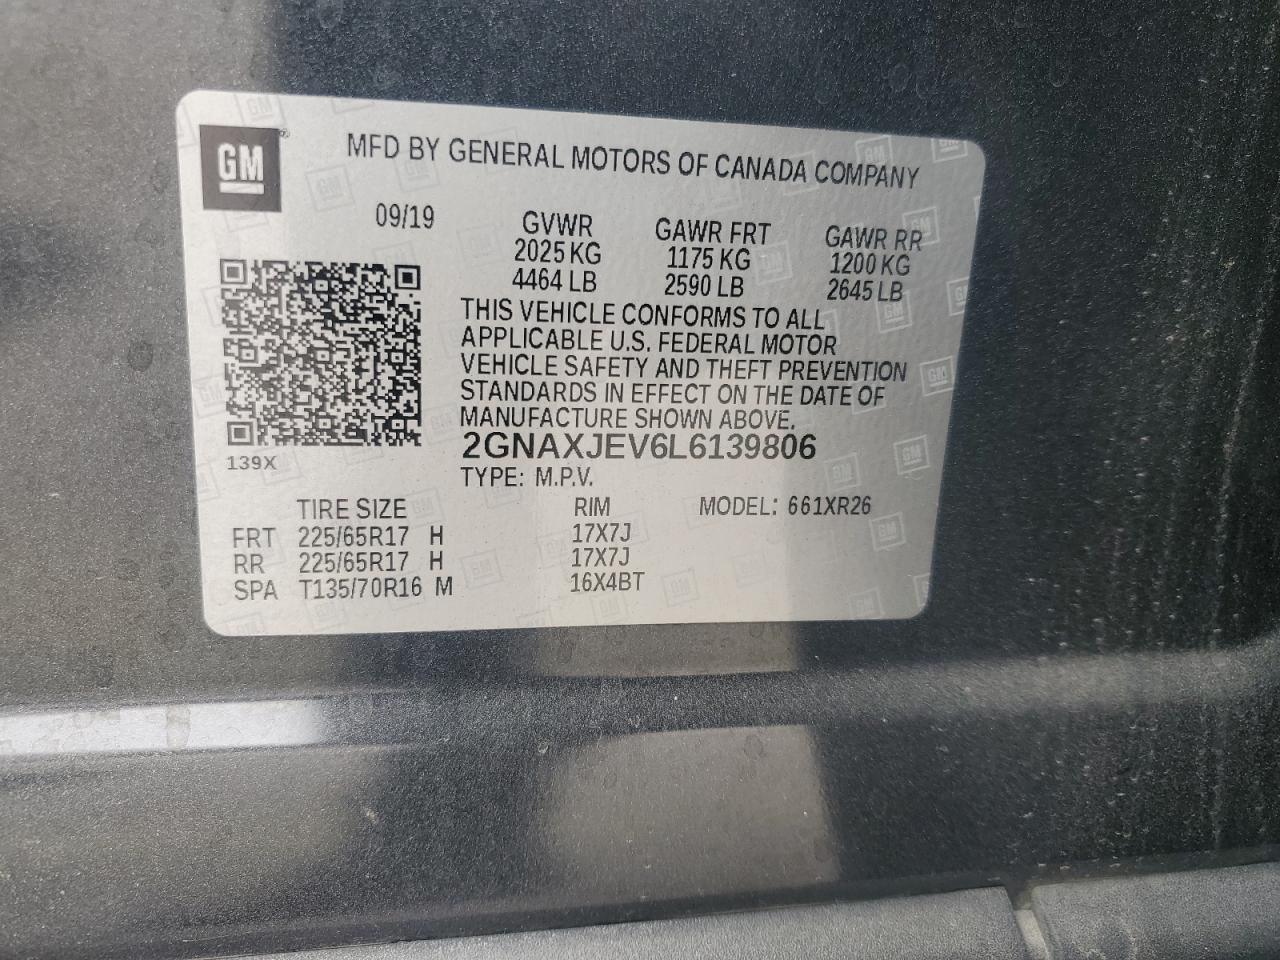 GM
MFD BY GENERAL MOTORS OF CANADA COMPANY
09/19
GVWR GAWR FRT GAWR RR
2025 KG 1175 KG 1200 KG
4464 LB 2590 LB 2645 LB
THIS VEHICLE CONFORMS TO ALL
APPLICABLE U.S. FEDERAL MOTOR
VEHICLE SAFETY AND THEFT PREVENTION
STANDARDS IN EFFECT ON THE DATE OF
MANUFACTURE SHOWN ABOVE.
2GNAXJEV6L6139806
139X
TYPE: M.P.V.
TIRE SIZE RIM MODEL: 661XR26
FRT 225/65R17 H 17X7J
RR 225/65R17 H 17X7J
SPA T135/70R16 M 16X4BT